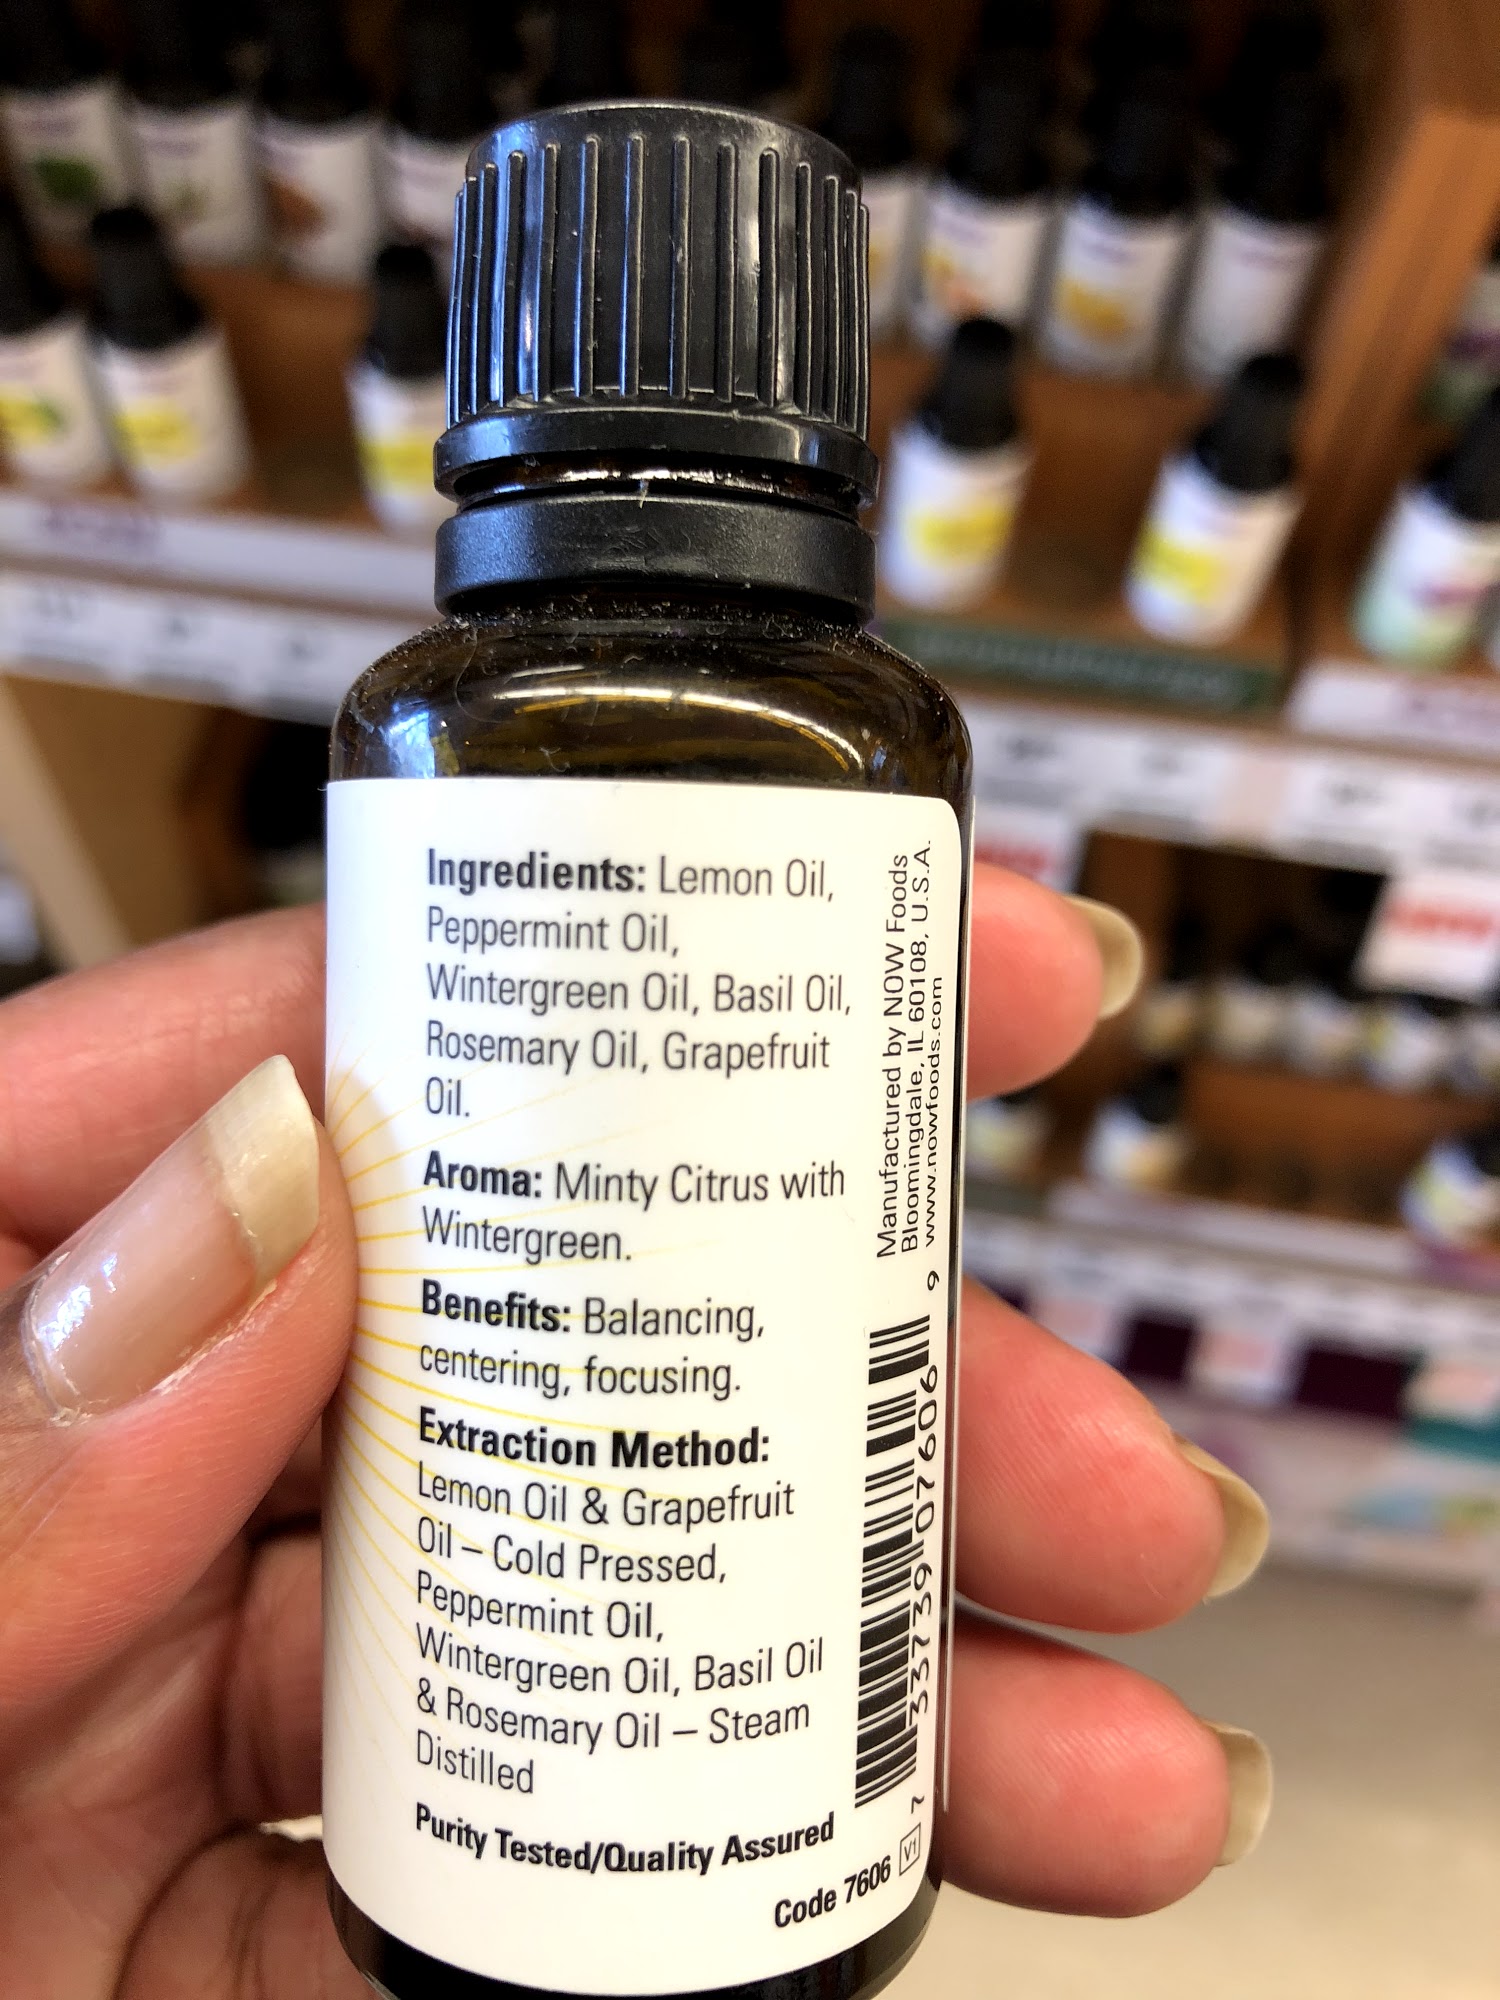 Ingredients: Lemon Oil,
Peppermint Oil,
Wintergreen Oil, Basil Oil,
Rosemary Oil, Grapefruit
Oil.
Aroma: Minty Citrus with
Wintergreen.
Benefits: Balancing,
centering, focusing.
Extraction Method:
Lemon Oil & Grapefruit
Oil – Cold Pressed,
Peppermint Oil,
Wintergreen Oil, Basil Oil
& Rosemary Oil – Steam
Distilled
Purity Tested/Quality Assured
Code 7606 V1
Manufactured by NOW Foods
Bloomingdale, IL 60108, U.S.A.
www.nowfoods.com
7 33739 07606 9